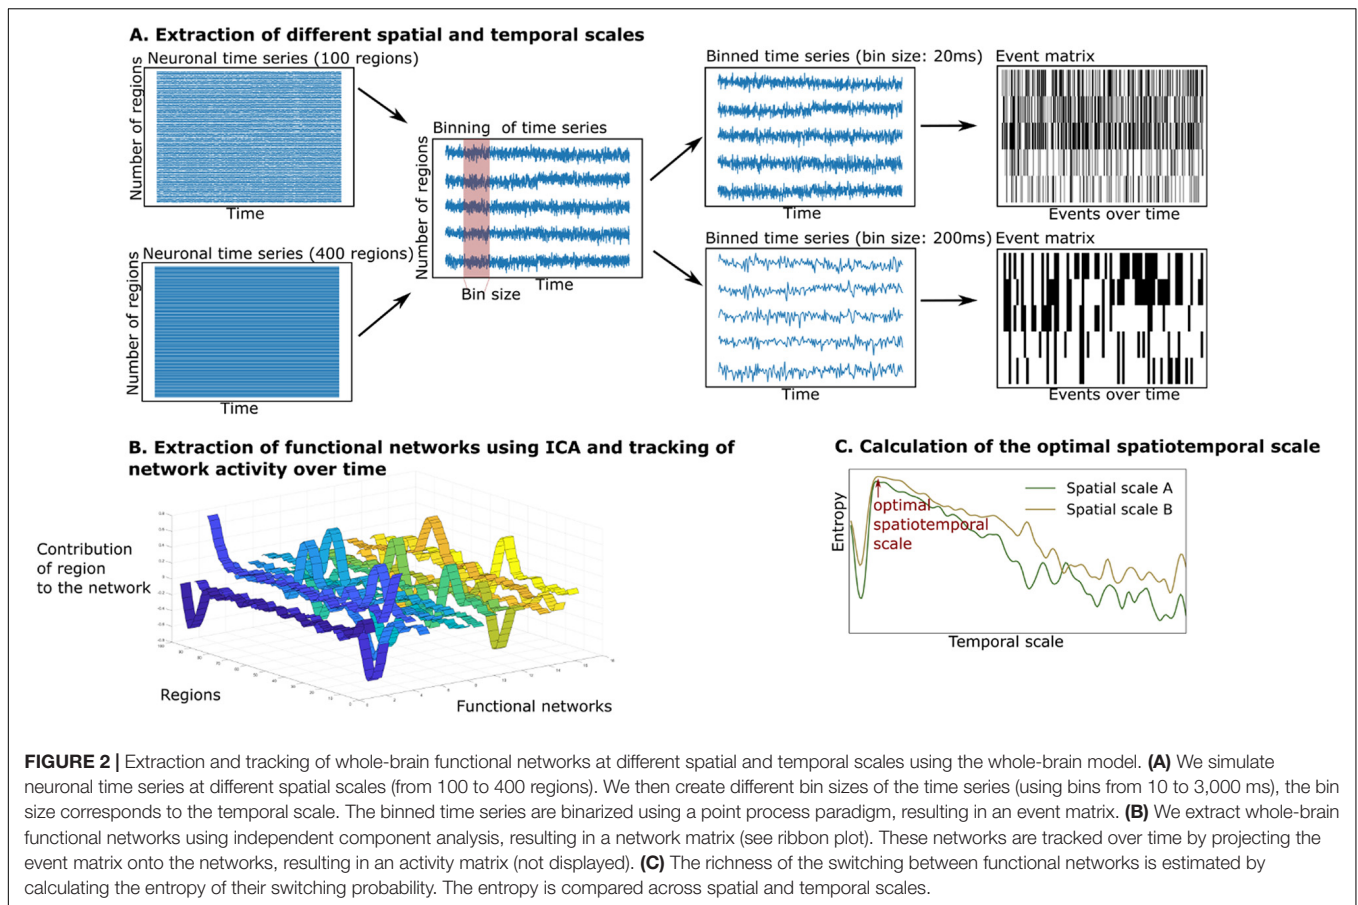 A. Extraction of different spatial and temporal scales
Neuronal time series (100 regions)
Number of regions
Time
Neuronal time series (400 regions)
Number of regions
Time
Binning of time series
Number of regions
Time
Bin size
Binned time series (bin size: 20ms)
Time
Event matrix
Events over time
Binned time series (bin size: 200ms)
Time
Event matrix
Events over time
B. Extraction of functional networks using ICA and tracking of
network activity over time
Contribution
of region
to the network
Regions
Functional networks
C. Calculation of the optimal spatiotemporal scale
Entropy
Spatial scale A
Spatial scale B
optimal
spatiotemporal
scale
Temporal scale
FIGURE 2 | Extraction and tracking of whole-brain functional networks at different spatial and temporal scales using the whole-brain model. (A) We simulate
neuronal time series at different spatial scales (from 100 to 400 regions). We then create different bin sizes of the time series (using bins from 10 to 3,000 ms), the bin
size corresponds to the temporal scale. The binned time series are binarized using a point process paradigm, resulting in an event matrix. (B) We extract whole-brain
functional networks using independent component analysis, resulting in a network matrix (see ribbon plot). These networks are tracked over time by projecting the
event matrix onto the networks, resulting in an activity matrix (not displayed). (C) The richness of the switching between functional networks is estimated by
calculating the entropy of their switching probability. The entropy is compared across spatial and temporal scales.